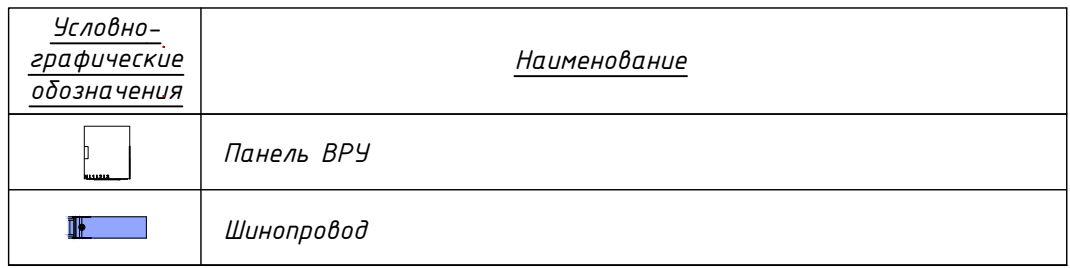 Условно-
графические
обозначения
Наименование
Панель ВРУ
Шинопровод